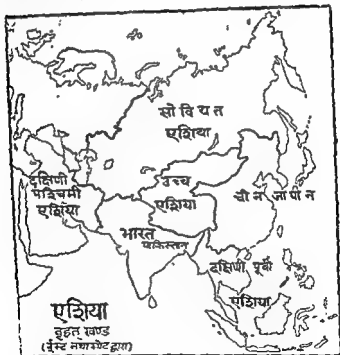 सोवियत
एशिया
दक्षिणी
पश्चिमी
एशिया
उच्च
एशिया
चीन जापान
भारत
पाकिस्तान
दक्षिणी पूर्वी
एशिया
एशिया
वृहत खण्ड